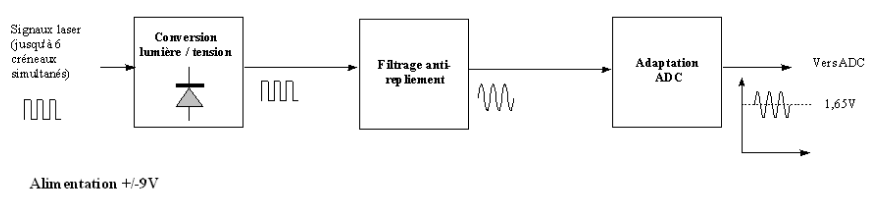 Signaux laser
(jusqu'à 6
créneaux
simultanés)
Conversion
lumière / tension
Filtrage anti-
repliement
Adaptation
ADC
Vers ADC
1,65V
Alimentation +/-9V